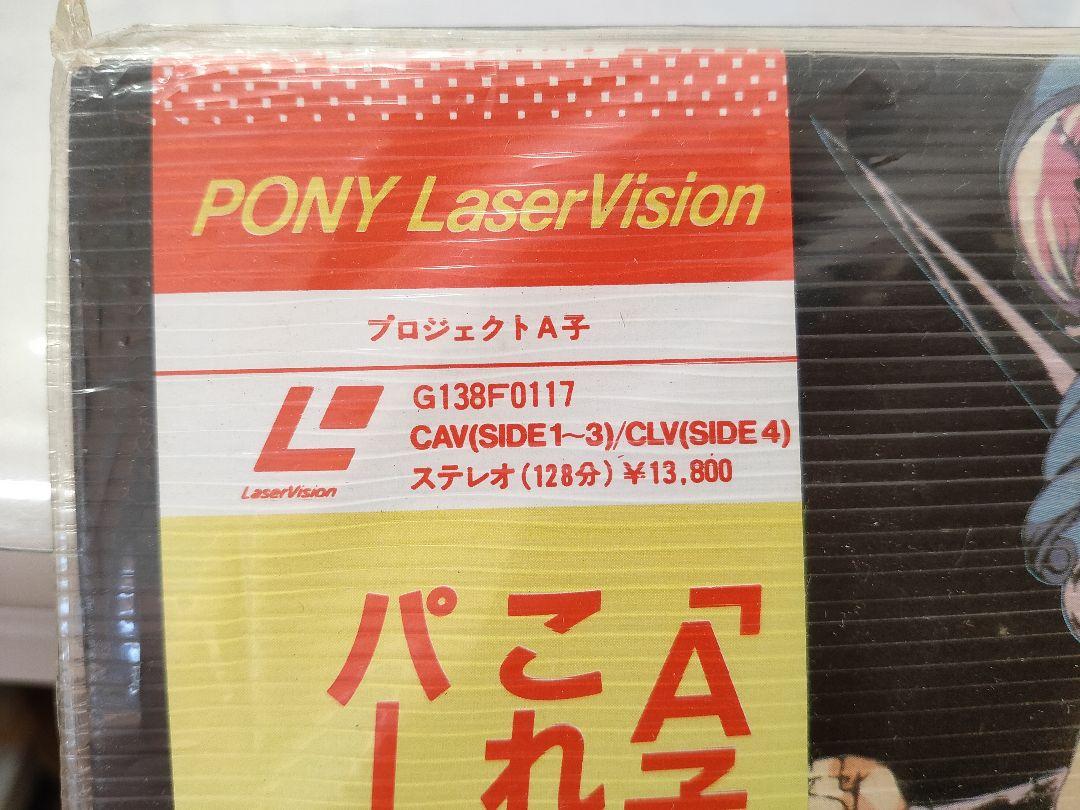 PONY LaserVision
プロジェクトA子
G138F0117
CAV(SIDE1~3)/CLV(SIDE4)
ステレオ(128分)¥13,800
LaserVision
「A子
これ
パー